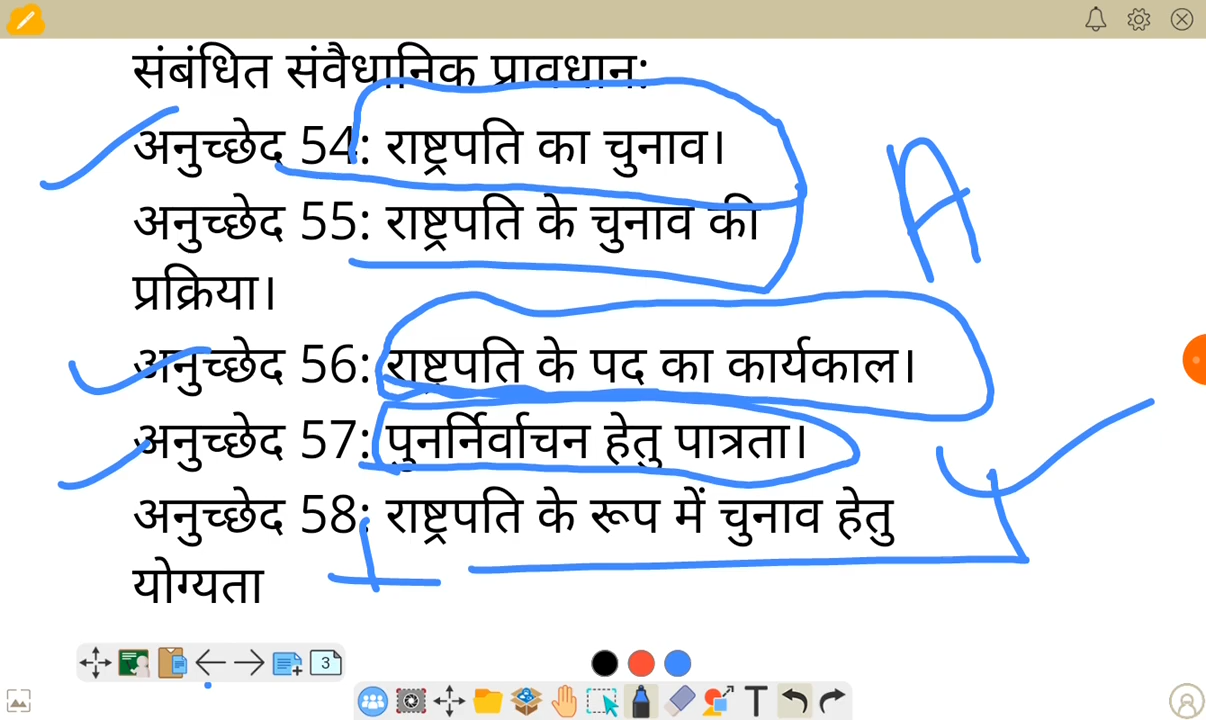 संबंधित संवैधानिक प्रावधान:
अनुच्छेद 54: राष्ट्रपति का चुनाव।
अनुच्छेद 55: राष्ट्रपति के चुनाव की
प्रक्रिया।
अनुच्छेद 56: राष्ट्रपति के पद का कार्यकाल।
अनुच्छेद 57: पुनर्निर्वाचन हेतु पात्रता।
अनुच्छेद 58: राष्ट्रपति के रूप में चुनाव हेतु
योग्यता
A
3
T